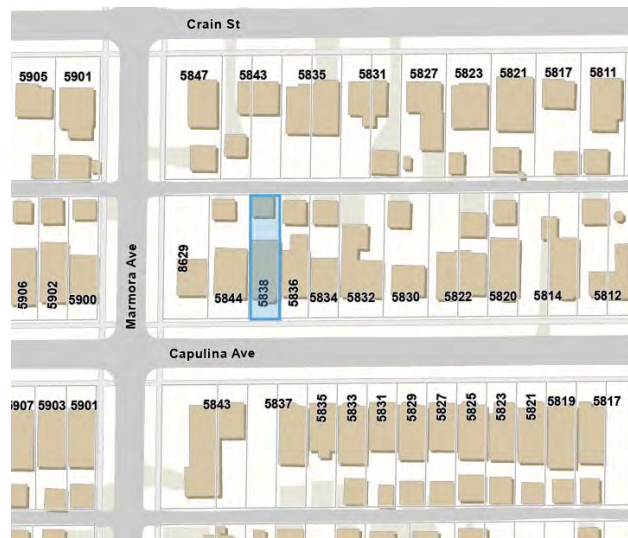 Crain St
5905 5901 5847 5843 5835 5831 5827 5823 5821 5817 5811
Marmora Ave
8629
5906 5902 5900 5844 5838 5836 5834 5832 5830 5822 5820 5814 5812
Capulina Ave
5903 5901 5843 5837 5835 5833 5831 5829 5827 5825 5823 5821 5819 5817